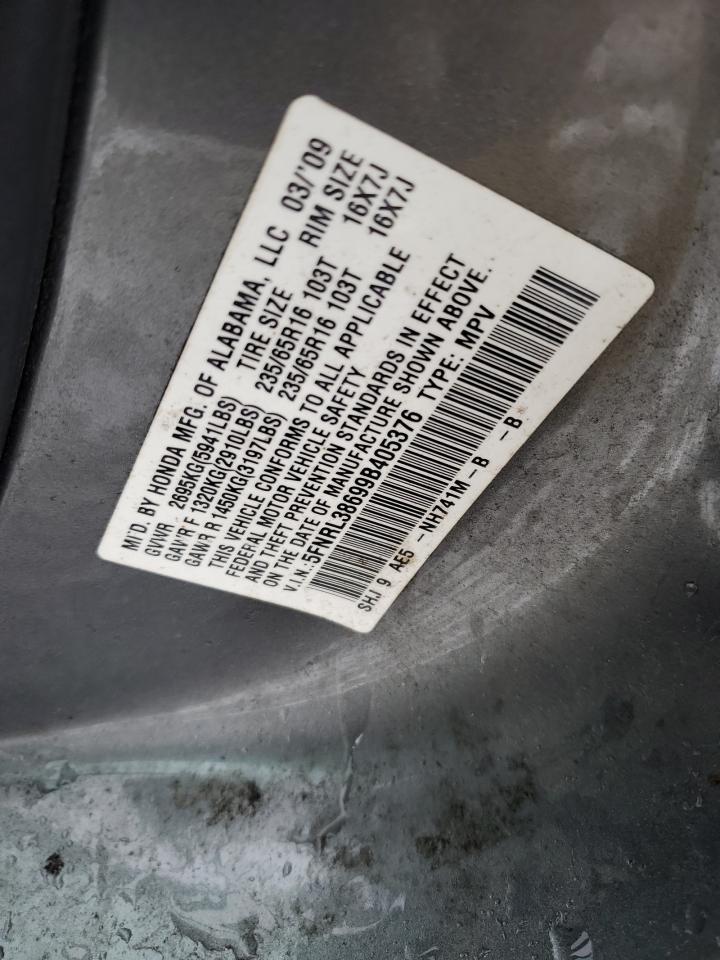 M'D. BY HONDA MFG. OF ALABAMA, LLC 03/'09
GVWR 2695KG(5941LBS) TIRE SIZE RIM SIZE
GAWR F 1320KG(2910LBS) 235/65R16 103T 16X7J
GAWR R 1450KG(3197LBS) 235/65R16 103T 16X7J
THIS VEHICLE CONFORMS TO ALL APPLICABLE
FEDERAL MOTOR VEHICLE SAFETY
AND THEFT PREVENTION STANDARDS IN EFFECT
ON THE DATE OF MANUFACTURE SHOWN ABOVE.
V.I.N.:5FNRL38699B405376 TYPE: MPV
SHJ 9 AE5 -NH741M -B -B